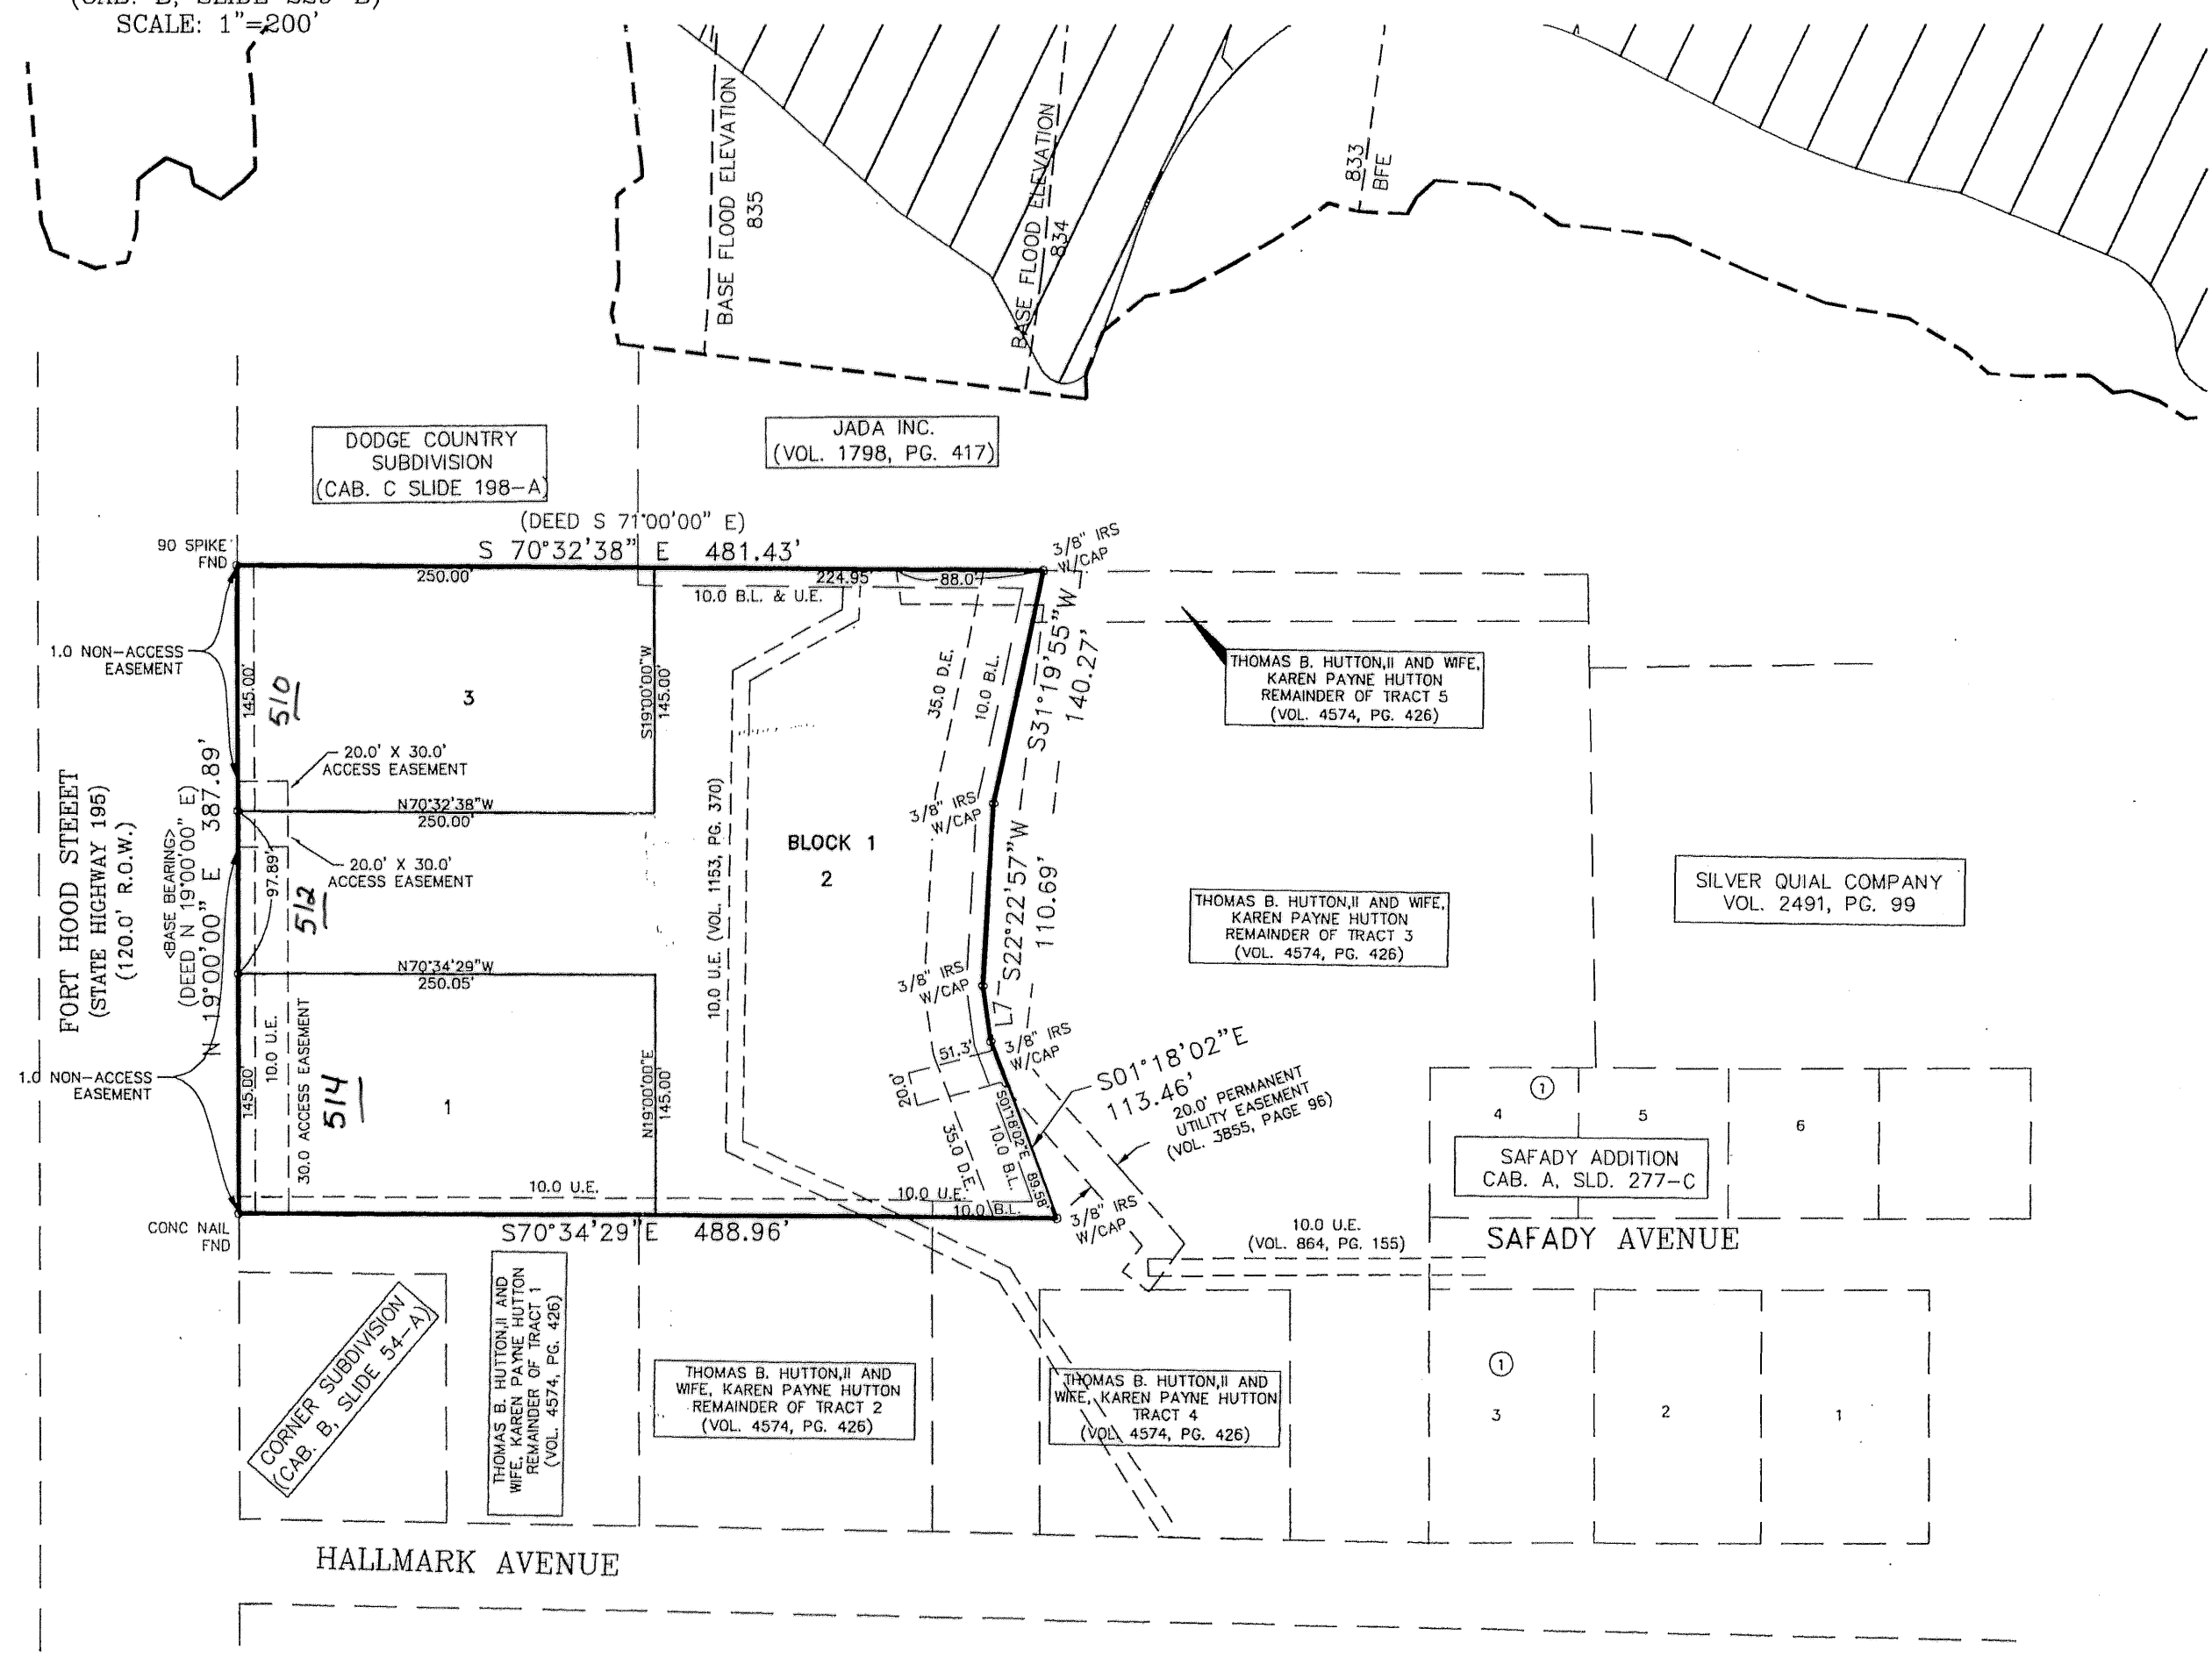 SCALE: 1"=200'
BASE FLOOD ELEVATION
835
BASE FLOOD ELEVATION
834
833
BFE
DODGE COUNTRY
SUBDIVISION
(CAB. C SLIDE 198-A)
JADA INC.
(VOL. 1798, PG. 417)
(DEED S 71°00'00" E)
S 70°32'38" E 481.43'
90 SPIKE
FND
3/8" IRS
W/CAP
250.00'
224.95'
88.0'
10.0 B.L. & U.E.
1.0 NON-ACCESS
EASEMENT
145.00'
510
3
S19°00'00"W
145.00'
35.0 D.E.
10.0 B.L.
S31°19'55"W
140.27'
THOMAS B. HUTTON,II AND WIFE,
KAREN PAYNE HUTTON
REMAINDER OF TRACT 5
(VOL. 4574, PG. 426)
20.0' X 30.0'
ACCESS EASEMENT
N70°32'38"W
250.00'
FORT HOOD STEEET
(STATE HIGHWAY 195)
(120.0' R.O.W.)
<BASE BEARING>
(DEED N 19°00'00" E)
N 19°00'00" E 387.89'
97.89'
20.0' X 30.0'
ACCESS EASEMENT
512
10.0 U.E. (VOL. 1153, PG. 370)
BLOCK 1
2
3/8" IRS
W/CAP
S22°22'57"W
110.69'
THOMAS B. HUTTON,II AND WIFE,
KAREN PAYNE HUTTON
REMAINDER OF TRACT 3
(VOL. 4574, PG. 426)
SILVER QUIAL COMPANY
VOL. 2491, PG. 99
N70°34'29"W
250.05'
3/8" IRS
W/CAP
L7
1.0 NON-ACCESS
EASEMENT
145.00'
10.0 U.E.
30.0 ACCESS EASEMENT
514
1
N19°00'00"E
145.00'
51.3'
20.0'
3/8" IRS
W/CAP
S01°18'02"E
113.46'
20.0' PERMANENT
UTILITY EASEMENT
(VOL. 3855, PAGE 96)
35.0 D.E.
10.0 B.L.
S01°18'02"E 89.58'
4
1
5
6
SAFADY ADDITION
CAB. A, SLD. 277-C
10.0 U.E.
10.0 U.E.
10.0 B.L.
3/8" IRS
W/CAP
CONC NAIL
FND
S70°34'29"E 488.96'
10.0 U.E.
(VOL. 864, PG. 155)
SAFADY AVENUE
CORNER SUBDIVISION
(CAB. B, SLIDE 54-A)
THOMAS B. HUTTON,II AND
WIFE, KAREN PAYNE HUTTON
REMAINDER OF TRACT 1
(VOL. 4574, PG. 426)
THOMAS B. HUTTON,II AND
WIFE, KAREN PAYNE HUTTON
REMAINDER OF TRACT 2
(VOL. 4574, PG. 426)
THOMAS B. HUTTON,II AND
WIFE, KAREN PAYNE HUTTON
TRACT 4
(VOL. 4574, PG. 426)
1
3
2
1
HALLMARK AVENUE